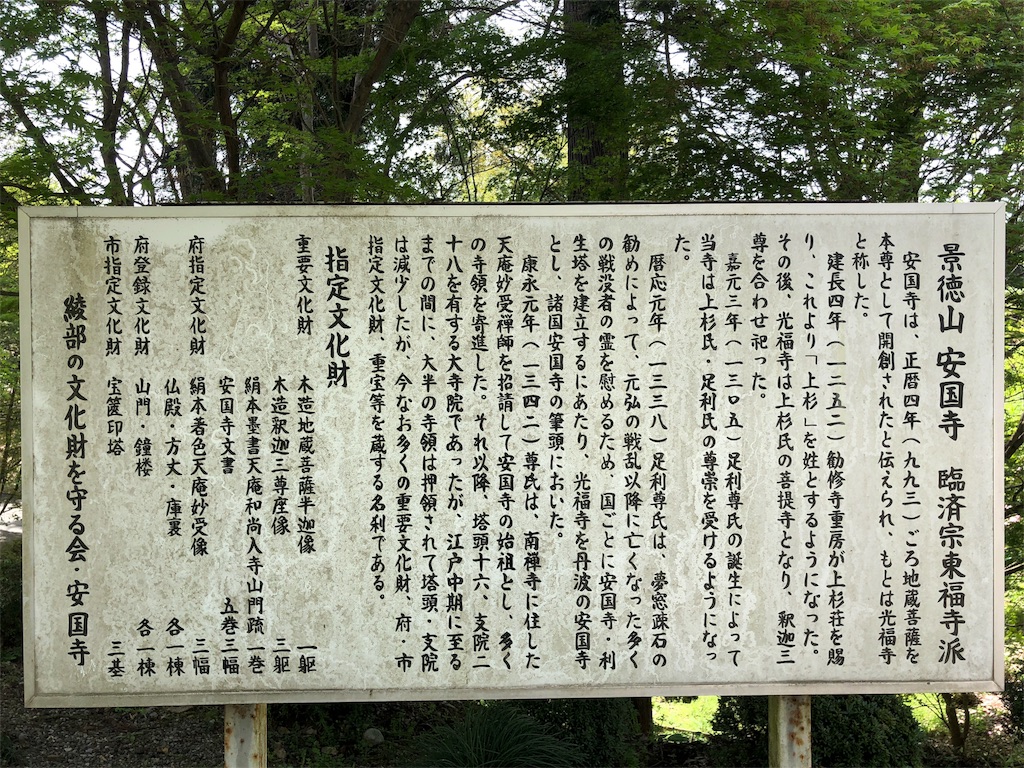 景徳山 安国寺 臨済宗東福寺派
安国寺は、正暦四年(九九三)ごろ地蔵菩薩を
本尊として開創されたと伝えられ、もとは光福寺
と称した。
建長四年(一二五二)勧修寺重房が上杉荘を賜
り、これより「上杉」を姓とするようになった。
その後、光福寺は上杉氏の菩提寺となり、釈迦三
尊を合わせ祀った。
嘉元三年(一三〇五)足利尊氏の誕生によって
当寺は上杉氏・足利氏の尊崇を受けるようになっ
た。
暦応元年(一三三八)足利尊氏は、夢窓疎石の
勧めによって、元弘の戦乱以降に亡くなった多く
の戦没者の霊を慰めるため、国ごとに安国寺・利
生塔を建立するにあたり、光福寺を丹波の安国寺
とし、諸国安国寺の筆頭においた。
康永元年(一三四二)尊氏は、南禅寺に住した
天庵妙受禅師を招請して安国寺の始祖とし、多く
の寺領を寄進した。それ以降、塔頭十六、支院二
十八を有する大寺院であったが、江戸中期に至る
までの間に、大半の寺領は押領されて塔頭・支院
は減少したが、今なお多くの重要文化財、府・市
指定文化財、重宝等を蔵する名刹である。
指定文化財
重要文化財 木造地蔵菩薩半迦像 一躯
木造釈迦三尊座像 三躯
絹本墨書天庵和尚入寺山門疏 一巻
安国寺文書 五巻三幅
府指定文化財 絹本着色天庵妙受像 三幅
仏殿・方丈・庫裏 各一棟
府登録文化財 山門・鐘楼 各一棟
市指定文化財 宝篋印塔 三基
綾部の文化財を守る会・安国寺